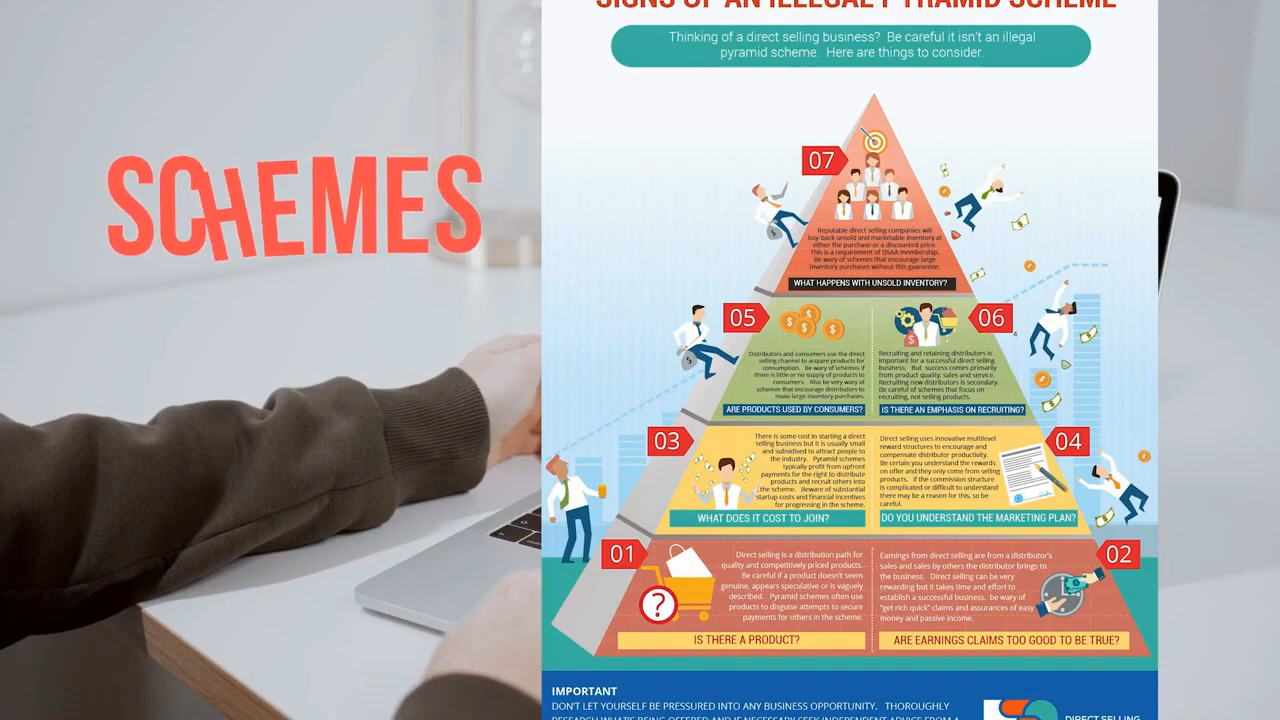 SCHEMES
SIGNS OF AN ILLEGAL PYRAMID SCHEME
Thinking of a direct selling business? Be careful it isn't an illegal
pyramid scheme. Here are things to consider.
07
Reputable direct selling companies will
buy-back unsold and marketable inventory at
either the purchase or a discounted price.
This is a requirement of DSAA membership.
Be wary of schemes that encourage large
inventory purchases without this guarantee.
WHAT HAPPENS WITH UNSOLD INVENTORY?
05
Distributors and consumers use the direct
selling channel to acquire products for
consumption. Be wary of schemes if
there is little or no supply of products to
consumers. Also be very wary of
schemes that encourage distributors to
make large inventory purchases.
ARE PRODUCTS USED BY CONSUMERS?
06
Recruiting and retaining distributors is
important for a successful direct selling
business. But success comes primarily
from product quality, sales and service.
Recruiting new distributors is secondary.
Be careful of schemes that focus on
recruiting, not selling products.
IS THERE AN EMPHASIS ON RECRUITING?
03
There is some cost in starting a direct
selling business but it is usually small
and subsidised to attract people to
the industry. Pyramid schemes
typically profit from upfront
payments for the right to distribute
products and recruit others into
the scheme. Beware of substantial
startup costs and financial incentives
for progressing in the scheme.
WHAT DOES IT COST TO JOIN?
04
Direct selling uses innovative multilevel
reward structures to encourage and
compensate distributor productivity.
Be certain you understand the rewards
on offer and they only come from selling
products. If the commission structure
is complicated or difficult to understand
there may be a reason for this, so be
careful.
DO YOU UNDERSTAND THE MARKETING PLAN?
01
Direct selling is a distribution path for
quality and competitively priced products.
Be careful if a product doesn't seem
genuine, appears speculative or is vaguely
described. Pyramid schemes often use
products to disguise attempts to secure
payments for others in the scheme.
IS THERE A PRODUCT?
02
Earnings from direct selling are from a distributor's
sales and sales by others the distributor brings to
the business. Direct selling can be very
rewarding but it takes time and effort to
establish a successful business. be wary of
"get rich quick" claims and assurances of easy
money and passive income.
ARE EARNINGS CLAIMS TOO GOOD TO BE TRUE?
IMPORTANT
DON'T LET YOURSELF BE PRESSURED INTO ANY BUSINESS OPPORTUNITY. THOROUGHLY
RESEARCH WHAT'S BEING OFFERED AND IF NECESSARY SEEK INDEPENDENT ADVICE FROM A
DIRECT SELLING